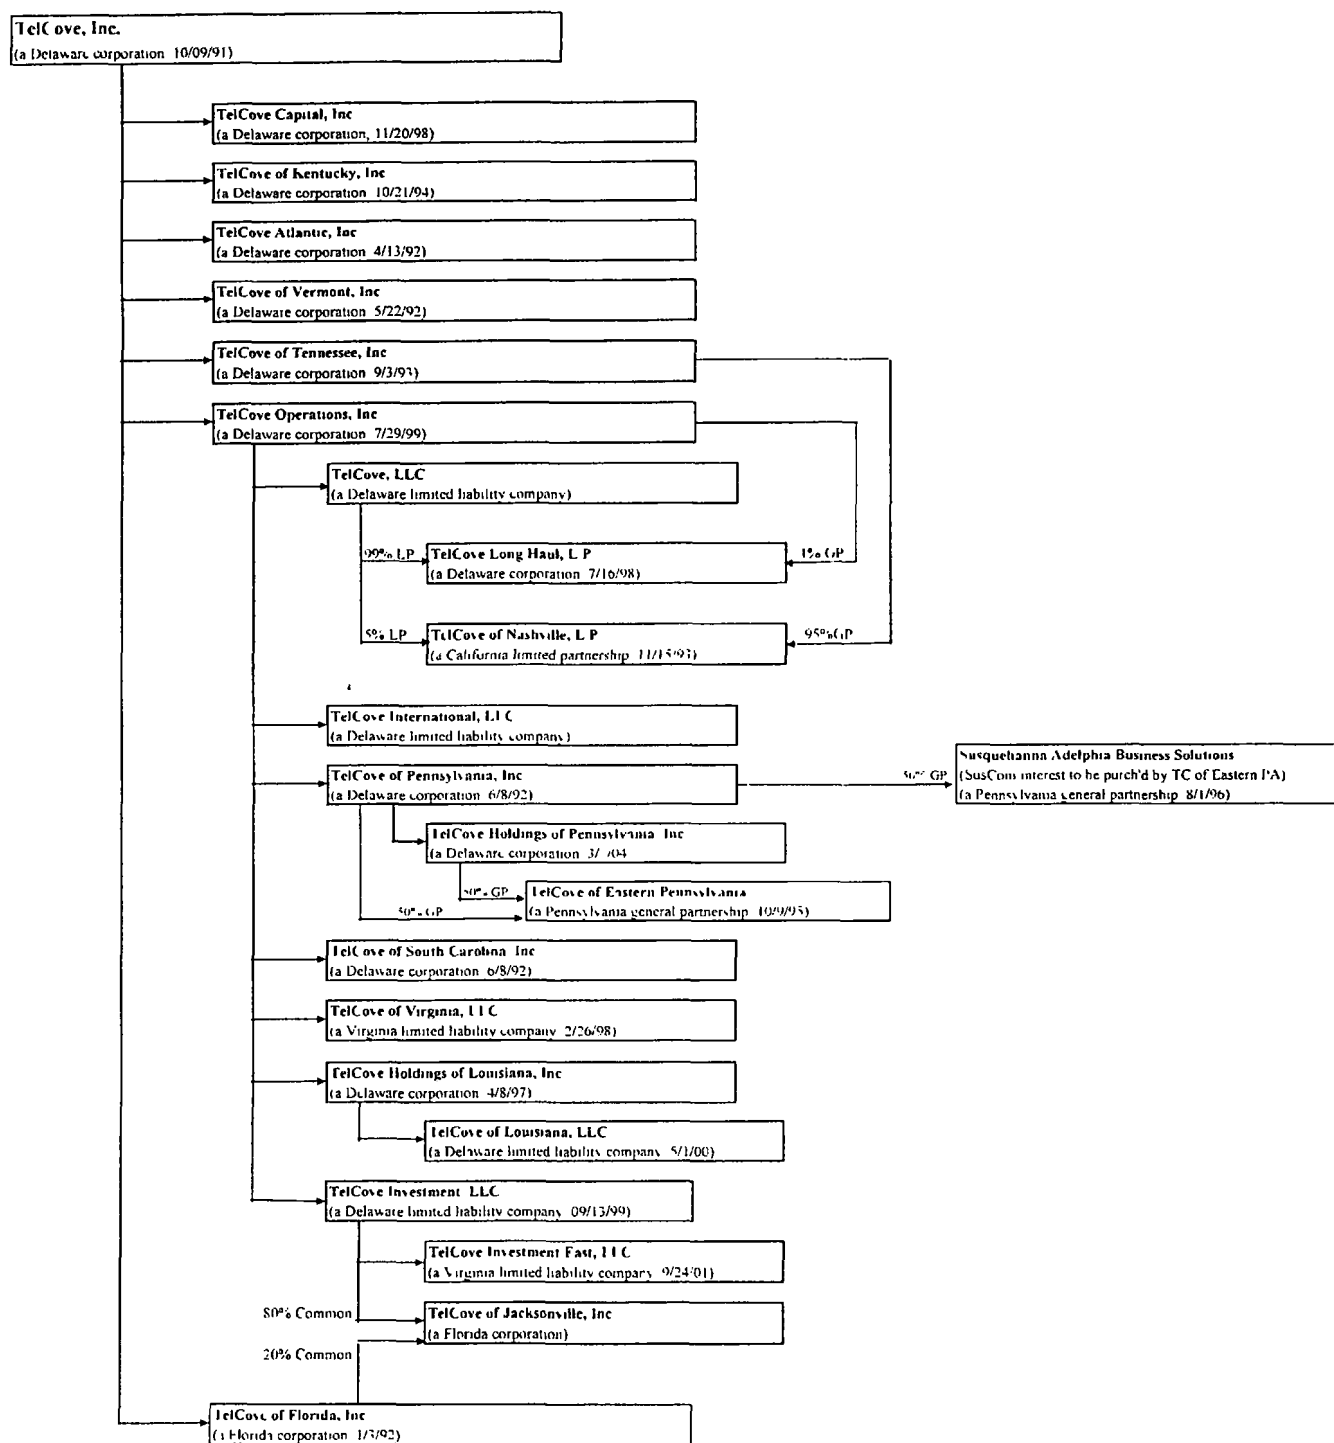 TelCove, Inc.
(a Delaware corporation 10/09/91)
TelCove Capital, Inc
(a Delaware corporation, 11/20/98)
TelCove of Kentucky, Inc
(a Delaware corporation 10/21/94)
TelCove Atlantic, Inc
(a Delaware corporation 4/13/92)
TelCove of Vermont, Inc
(a Delaware corporation 5/22/92)
TelCove of Tennessee, Inc
(a Delaware corporation 9/3/93)
TelCove Operations, Inc
(a Delaware corporation 7/29/99)
TelCove, LLC
(a Delaware limited liability company)
99% LP
TelCove Long Haul, L P
(a Delaware corporation 7/16/98)
1% GP
5% LP
TelCove of Nashville, L P
(a California limited partnership 11/15/93)
95% GP
TelCove International, LLC
(a Delaware limited liability company)
TelCove of Pennsylvania, Inc
(a Delaware corporation 6/8/92)
GP
Susquehanna Adelphia Business Solutions
(SusCom interest to be purch'd by TC of Eastern PA)
(a Pennsylvania general partnership 8/1/96)
TelCove Holdings of Pennsylvania Inc
(a Delaware corporation 3/ /04
50% GP
TelCove of Eastern Pennsylvania
(a Pennsylvania general partnership 10/9/95)
50% GP
TelCove of South Carolina Inc
(a Delaware corporation 6/8/92)
TelCove of Virginia, LLC
(a Virginia limited liability company 2/26/98)
TelCove Holdings of Louisiana, Inc
(a Delaware corporation 4/8/97)
TelCove of Louisiana, LLC
(a Delaware limited liability company 5/1/00)
TelCove Investment LLC
(a Delaware limited liability company 09/13/99)
TelCove Investment East, LLC
(a Virginia limited liability company 9/24/01)
80% Common
TelCove of Jacksonville, Inc
(a Florida corporation)
20% Common
TelCove of Florida, Inc
(a Florida corporation 1/3/92)